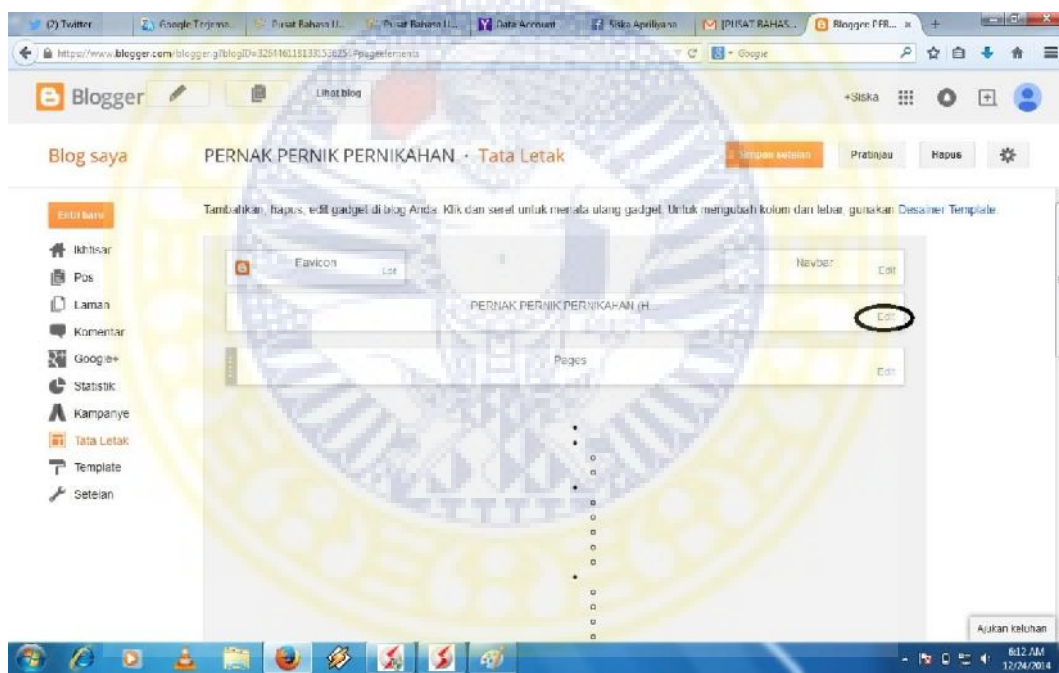 (2) Twitter
Google Terjema...
Pusat Bahasa U...
Pusat Bahasa U...
Data Account
Siska Apriliyana
[PUSAT BAHAS...
Blogger: PER...
https://www.blogger.com/blogger.g?blogID=
#pageelements
Google
Blogger
Lihat blog
+Siska
Blog saya
PERNAK PERNIK PERNIKAHAN · Tata Letak
Simpan setelan
Pratinjau
Hapus
Entri baru
Tambahkan, hapus, edit gadget di blog Anda. Klik dan seret untuk menata ulang gadget. Untuk mengubah kolom dan lebar, gunakan Desainer Template.
Ikhtisar
Pos
Laman
Komentar
Google+
Statistik
Kampanye
Tata Letak
Template
Setelan
Favicon
Edit
Navbar
Edit
PERNAK PERNIK PERNIKAHAN (H...
Edit
Pages
Edit
Ajukan keluhan
6:12 AM
12/24/2014